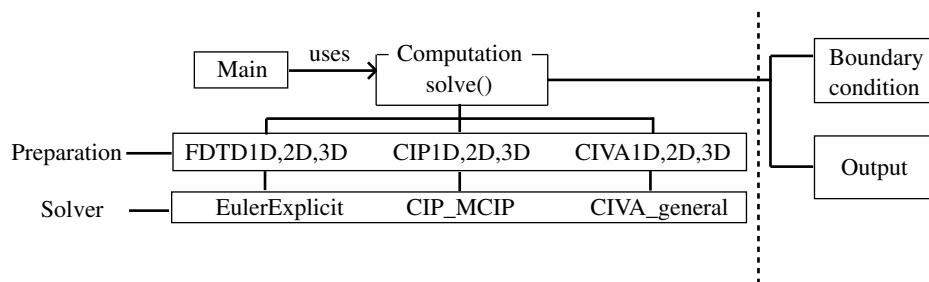 uses
Main
Computation
solve()
Boundary
condition
Preparation
FDTD1D,2D,3D
CIP1D,2D,3D
CIVA1D,2D,3D
Output
Solver
EulerExplicit
CIP_MCIP
CIVA_general